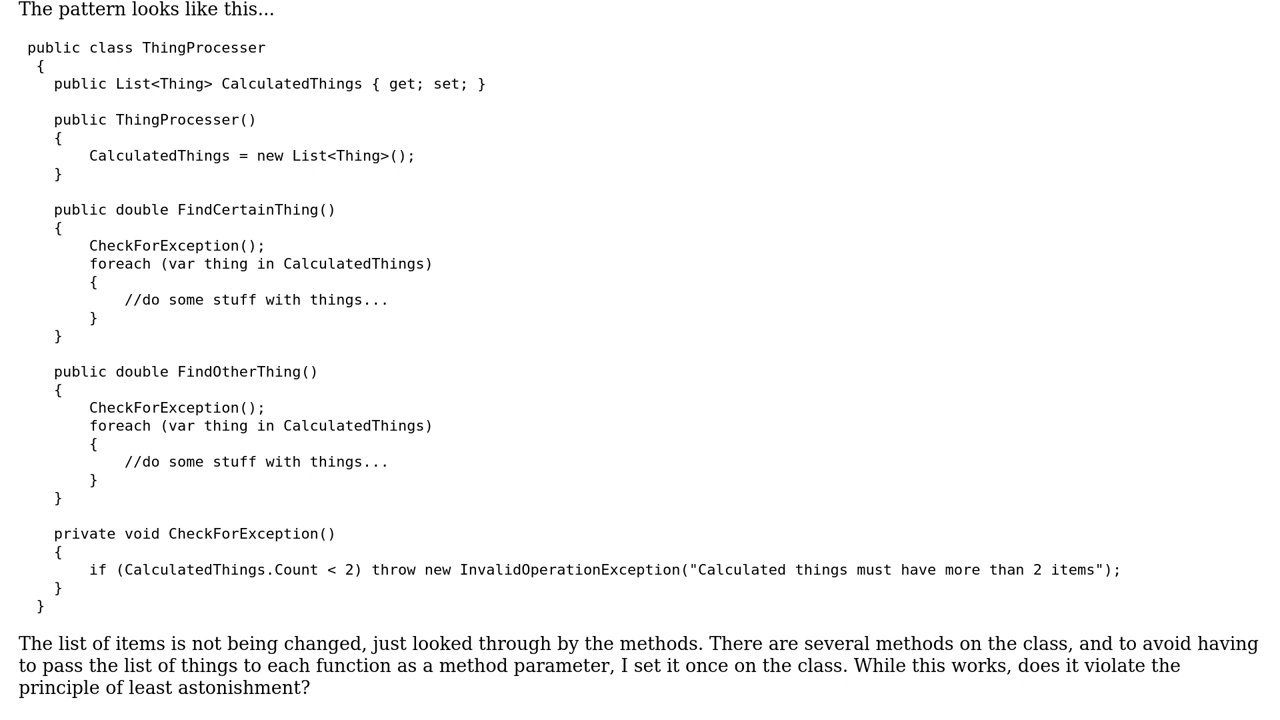 The pattern looks like this...
public class ThingProcesser
{
public List<Thing> CalculatedThings { get; set; }
public ThingProcesser()
{
CalculatedThings = new List<Thing>();
}
public double FindCertainThing()
{
CheckForException();
foreach (var thing in CalculatedThings)
{
//do some stuff with things...
}
}
public double FindOtherThing()
{
CheckForException();
foreach (var thing in CalculatedThings)
{
//do some stuff with things...
}
}
private void CheckForException()
{
if (CalculatedThings.Count < 2) throw new InvalidOperationException("Calculated things must have more than 2 items");
}
}
The list of items is not being changed, just looked through by the methods. There are several methods on the class, and to avoid having
to pass the list of things to each function as a method parameter, I set it once on the class. While this works, does it violate the
principle of least astonishment?